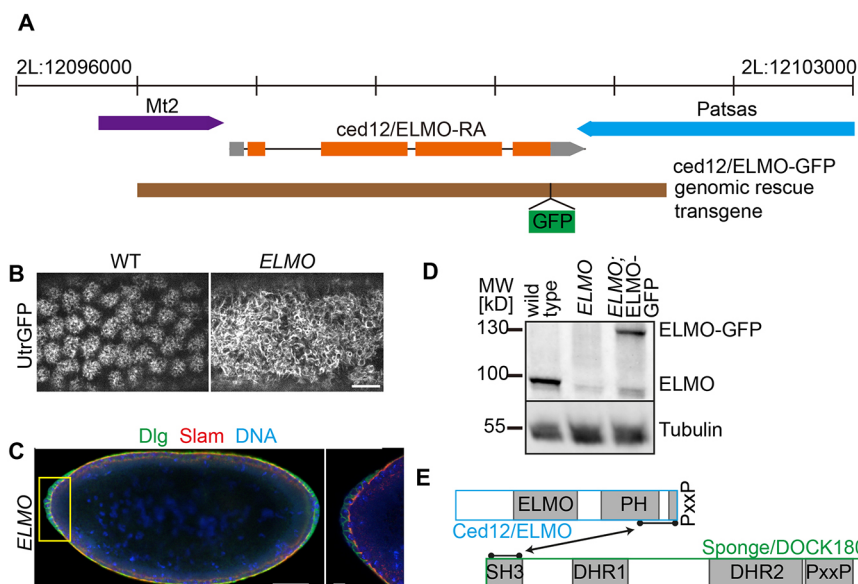 A
2L:12096000
2L:12103000
Mt2
Patsas
ced12/ELMO-RA
ced12/ELMO-GFP
genomic rescue
transgene
GFP
B
WT
ELMO
UtrGFP
C
Dlg Slam DNA
ELMO
D
MW
[kD]
wild
type
ELMO
ELMO;
ELMO-
GFP
130
ELMO-GFP
100
ELMO
55
Tubulin
E
ELMO
PH
PxxP
Ced12/ELMO
Sponge/DOCK180
SH3
DHR1
DHR2
PxxP